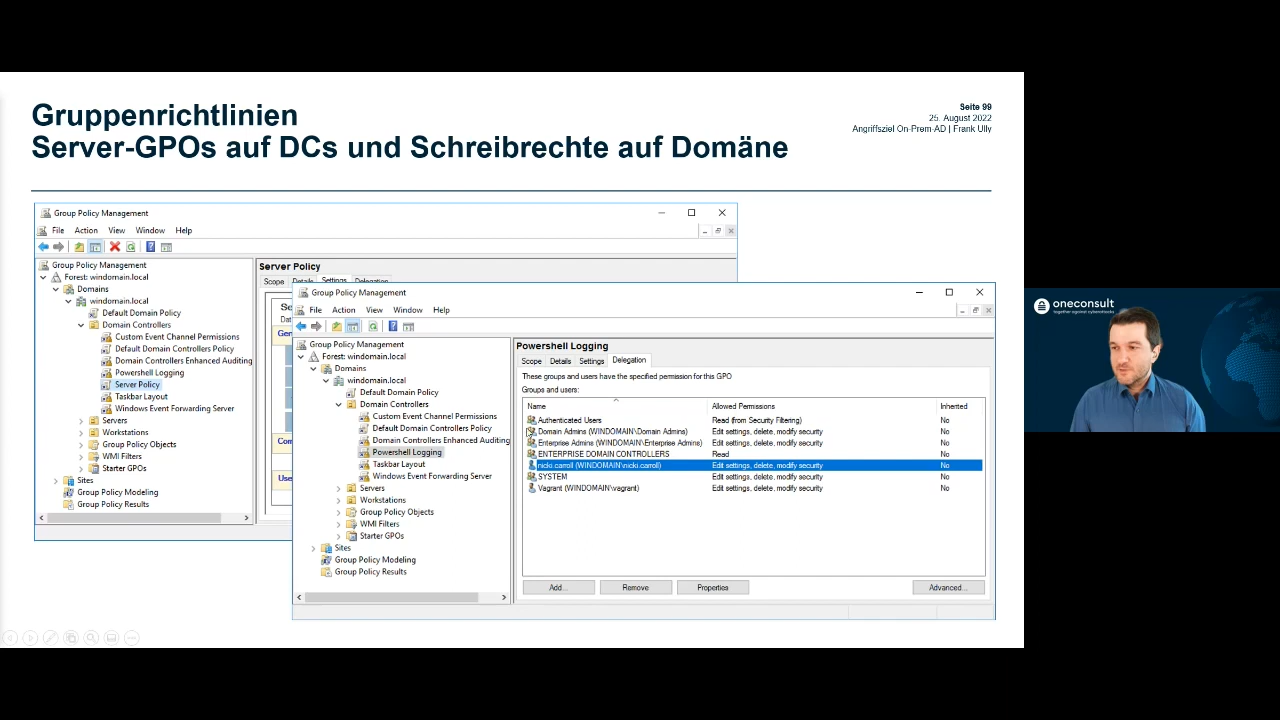 Gruppenrichtlinien
Server-GPOs auf DCs und Schreibrechte auf Domäne
Seite 99
25. August 2022
Angriffsziel On-Prem-AD | Frank Ully
Group Policy Management
File Action View Window Help
Group Policy Management
Forest: windomain.local
Domains
windomain.local
Default Domain Policy
Domain Controllers
Custom Event Channel Permissions
Default Domain Controllers Policy
Domain Controllers Enhanced Auditing
Powershell Logging
Server Policy
Taskbar Layout
Windows Event Forwarding Server
Servers
Workstations
Group Policy Objects
WMI Filters
Starter GPOs
Sites
Group Policy Modeling
Group Policy Results
Server Policy
Scope Details Settings Delegation
Group Policy Management
File Action View Window Help
Group Policy Management
Forest: windomain.local
Domains
windomain.local
Default Domain Policy
Domain Controllers
Custom Event Channel Permissions
Default Domain Controllers Policy
Domain Controllers Enhanced Auditing
Powershell Logging
Taskbar Layout
Windows Event Forwarding Server
Servers
Workstations
Group Policy Objects
WMI Filters
Starter GPOs
Sites
Group Policy Modeling
Group Policy Results
Powershell Logging
Scope Details Settings Delegation
These groups and users have the specified permission for this GPO
Groups and users:
Name Allowed Permissions Inherited
Authenticated Users Read (from Security Filtering) No
Domain Admins (WINDOMAIN\Domain Admins) Edit settings, delete, modify security No
Enterprise Admins (WINDOMAIN\Enterprise Admins) Edit settings, delete, modify security No
ENTERPRISE DOMAIN CONTROLLERS Read No
nicki.carroll (WINDOMAIN\nicki.carroll) Edit settings, delete, modify security No
SYSTEM Edit settings, delete, modify security No
Vagrant (WINDOMAIN\vagrant) Edit settings, delete, modify security No
Add... Remove Properties Advanced...
oneconsult
together against cyberattacks